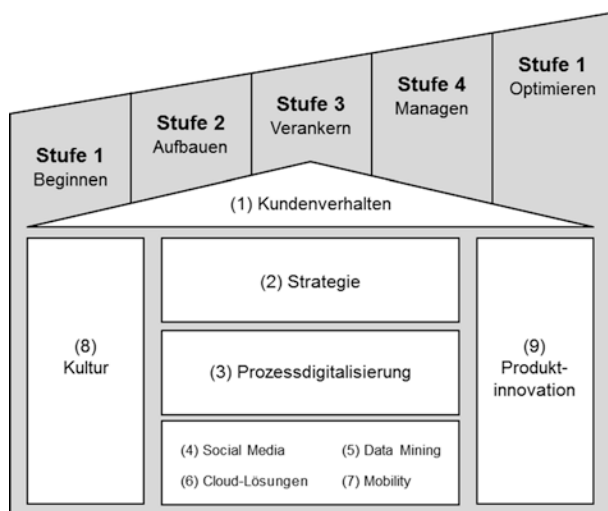 Stufe 1
Beginnen
Stufe 2
Aufbauen
Stufe 3
Verankern
Stufe 4
Managen
Stufe 1
Optimieren
(1) Kundenverhalten
(8)
Kultur
(2) Strategie
(3) Prozessdigitalisierung
(4) Social Media
(5) Data Mining
(6) Cloud-Lösungen
(7) Mobility
(9)
Produkt-
innovation